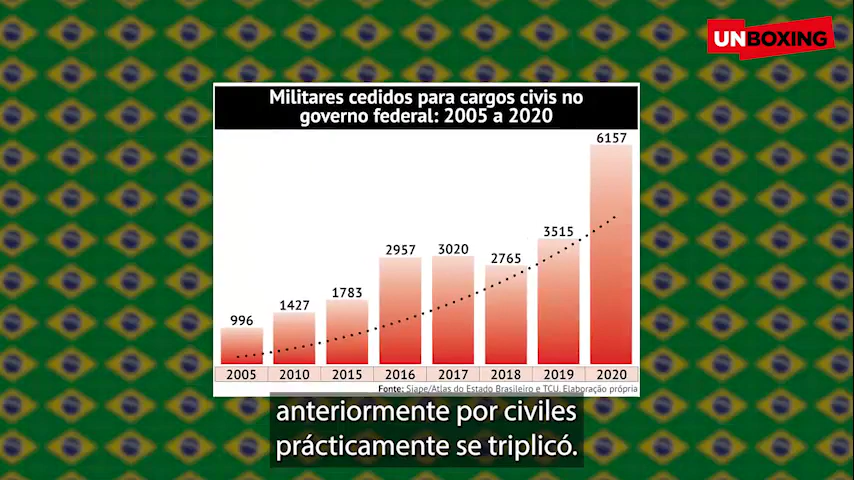 UNBOXING
Militares cedidos para cargos civis no
governo federal: 2005 a 2020
6157
3515
2957
3020
2765
1783
1427
996
2005 2010 2015 2016 2017 2018 2019 2020
Fonte: Siape/Atlas do Estado Brasileiro e TCU. Elaboração própria
anteriormente por civiles
prácticamente se triplicó.